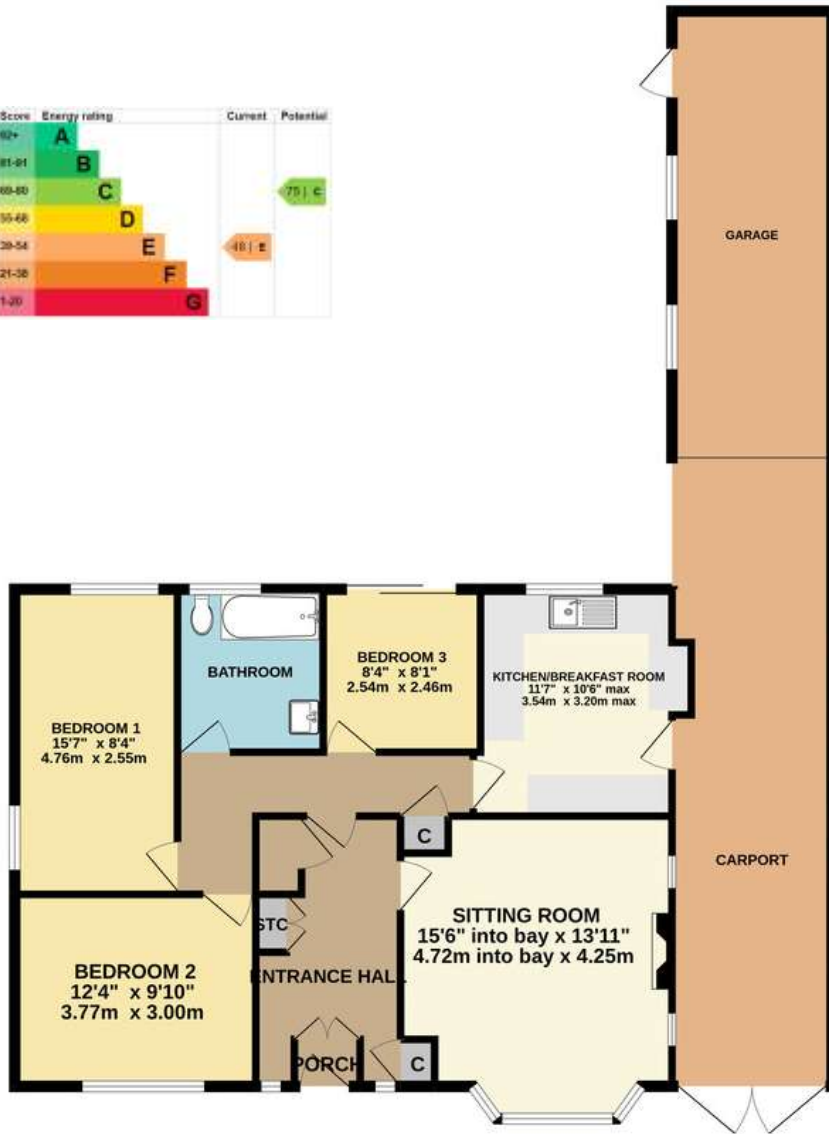 Score Energy rating Current Potential
92+ A
81-91 B
69-80 C 75 | C
55-68 D
39-54 E 48 | E
21-38 F
1-20 G
GARAGE
BATHROOM
BEDROOM 3
8'4" x 8'1"
2.54m x 2.46m
KITCHEN/BREAKFAST ROOM
11'7" x 10'6" max
3.54m x 3.20m max
BEDROOM 1
15'7" x 8'4"
4.76m x 2.55m
C
CARPORT
SITTING ROOM
15'6" into bay x 13'11"
4.72m into bay x 4.25m
STC
BEDROOM 2
12'4" x 9'10"
3.77m x 3.00m
ENTRANCE HALL
PORCH
C